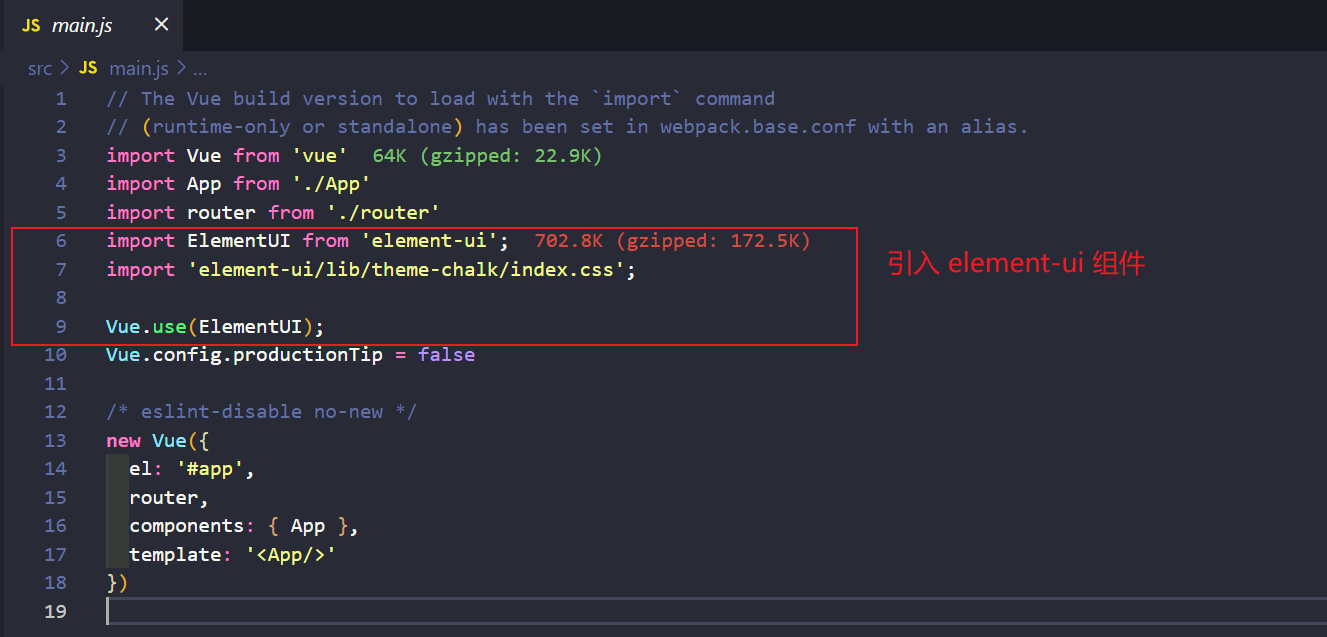 JS main.js ×
src > JS main.js > ...
1 // The Vue build version to load with the `import` command
2 // (runtime-only or standalone) has been set in webpack.base.conf with an alias.
3 import Vue from 'vue' 64K (gzipped: 22.9K)
4 import App from './App'
5 import router from './router'
6 import ElementUI from 'element-ui'; 702.8K (gzipped: 172.5K)
7 import 'element-ui/lib/theme-chalk/index.css';
引入 element-ui 组件
8
9 Vue.use(ElementUI);
10 Vue.config.productionTip = false
11
12 /* eslint-disable no-new */
13 new Vue({
14   el: '#app',
15   router,
16   components: { App },
17   template: '<App/>'
18 })
19